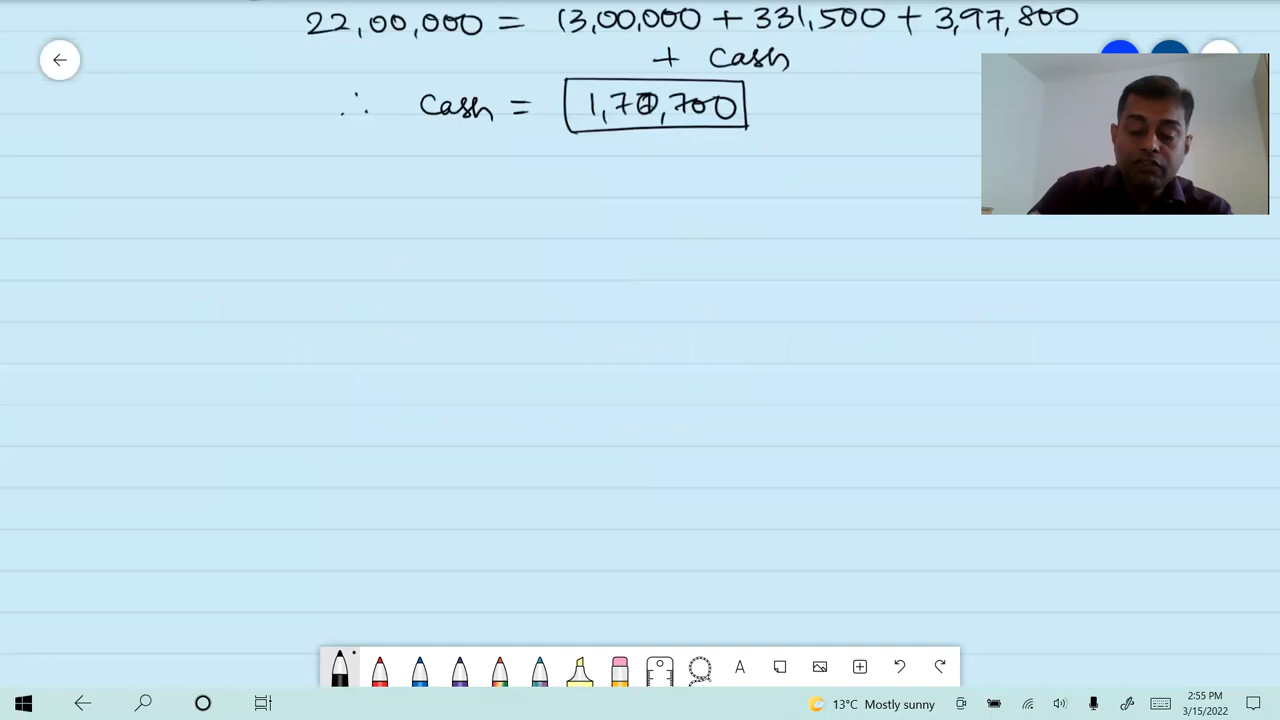 22,00,000 = 13,00,000 + 331,500 + 3,97,800
+ Cash
∴ Cash = 1,70,700
A
13°C Mostly sunny
2:55 PM
3/15/2022